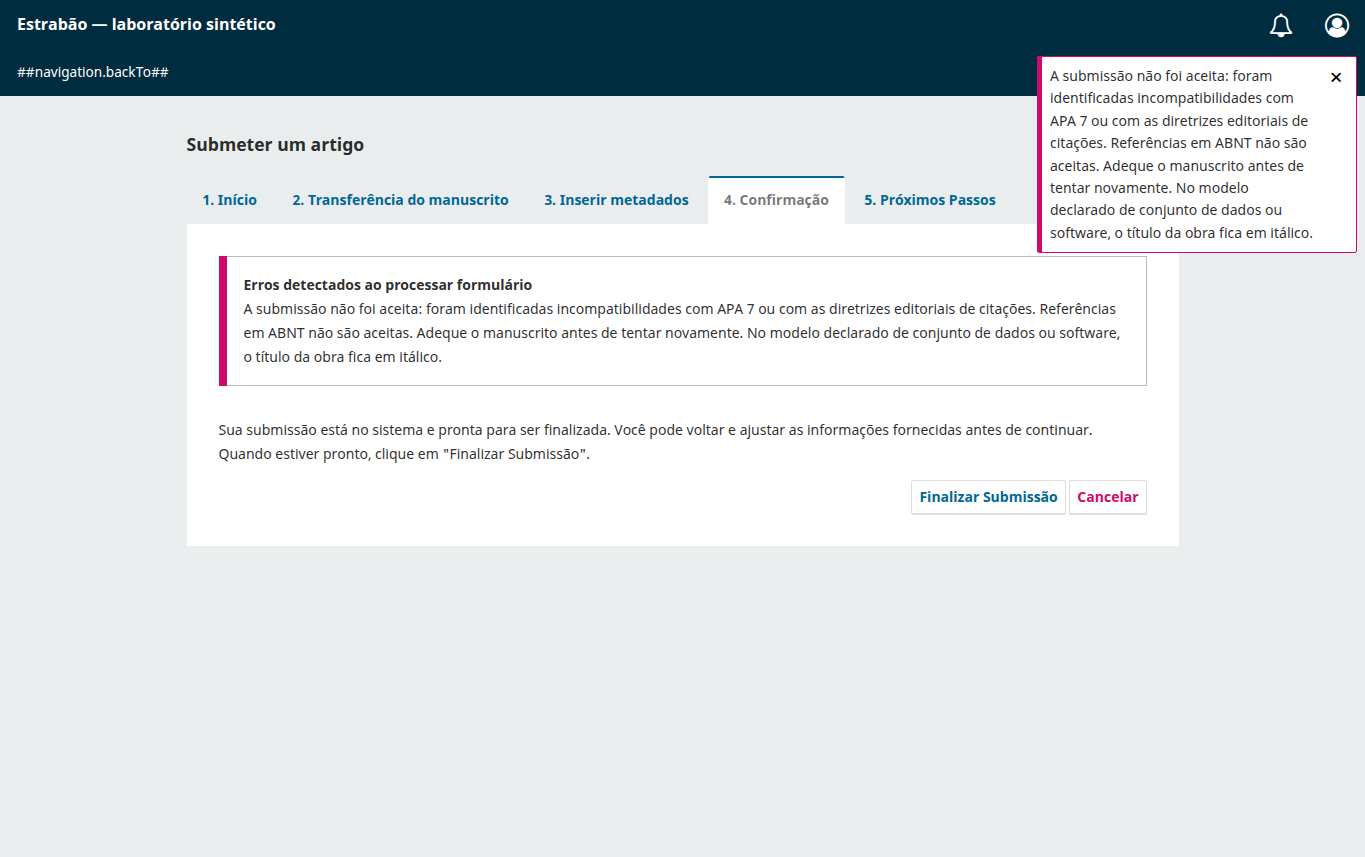 Estrabão — laboratório sintético
##navigation.backTo##
A submissão não foi aceita: foram
identificadas incompatibilidades com
APA 7 ou com as diretrizes editoriais de
citações. Referências em ABNT não são
aceitas. Adeque o manuscrito antes de
tentar novamente. No modelo
declarado de conjunto de dados ou
software, o título da obra fica em itálico.
Submeter um artigo
1. Início
2. Transferência do manuscrito
3. Inserir metadados
4. Confirmação
5. Próximos Passos
Erros detectados ao processar formulário
A submissão não foi aceita: foram identificadas incompatibilidades com APA 7 ou com as diretrizes editoriais de citações. Referências
em ABNT não são aceitas. Adeque o manuscrito antes de tentar novamente. No modelo declarado de conjunto de dados ou software,
o título da obra fica em itálico.
Sua submissão está no sistema e pronta para ser finalizada. Você pode voltar e ajustar as informações fornecidas antes de continuar.
Quando estiver pronto, clique em "Finalizar Submissão".
Finalizar Submissão
Cancelar